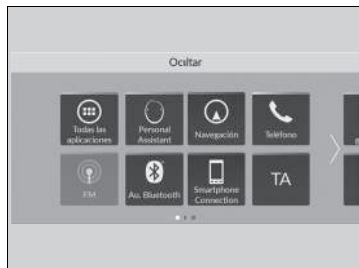 Ocultar
Todas las
aplicaciones
Personal
Assistant
Navegación
Teléfono
FM
Au. Bluetooth
Smartphone
Connection
TA